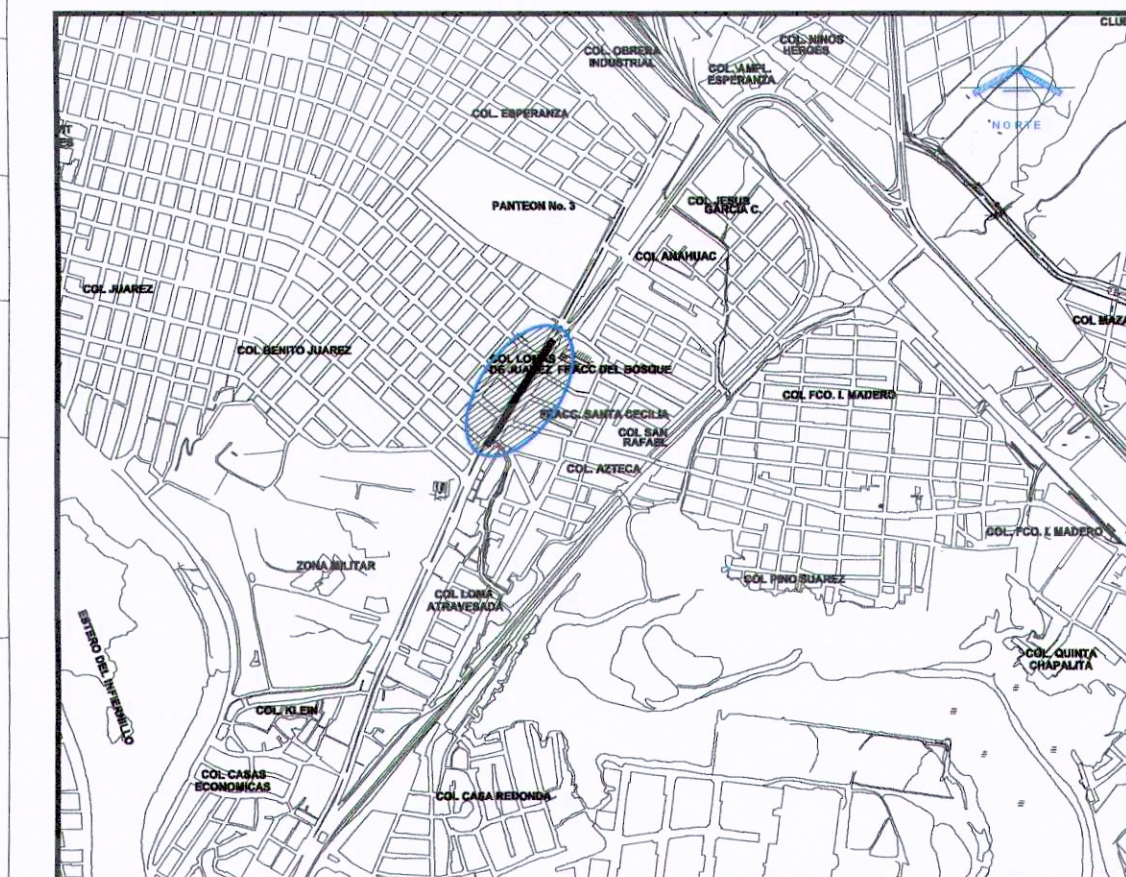 CLUB
COL. NIÑOS
HEROES
COL. OBRERA
INDUSTRIAL
COL. AMPL.
ESPERANZA
COL. ESPERANZA
NORTE
PANTEON No. 3
COL JESUS
GARCIA C.
COL ANAHUAC
COL JUAREZ
COL MAZA
COL BENITO JUAREZ
COL LOMAS
DE JUAREZ
FRACC DEL BOSQUE
COL FCO. I. MADERO
FRACC. SANTA CECILIA
COL SAN
RAFAEL
COL. AZTECA
COL. FCO. I. MADERO
ZONA MILITAR
COL PINO SUAREZ
COL LOMA
ATRAVESADA
ESTERO DEL INFIERNILLO
COL. QUINTA
CHAPALITA
COL. KLEIN
COL CASAS
ECONOMICAS
COL CASA REDONDA